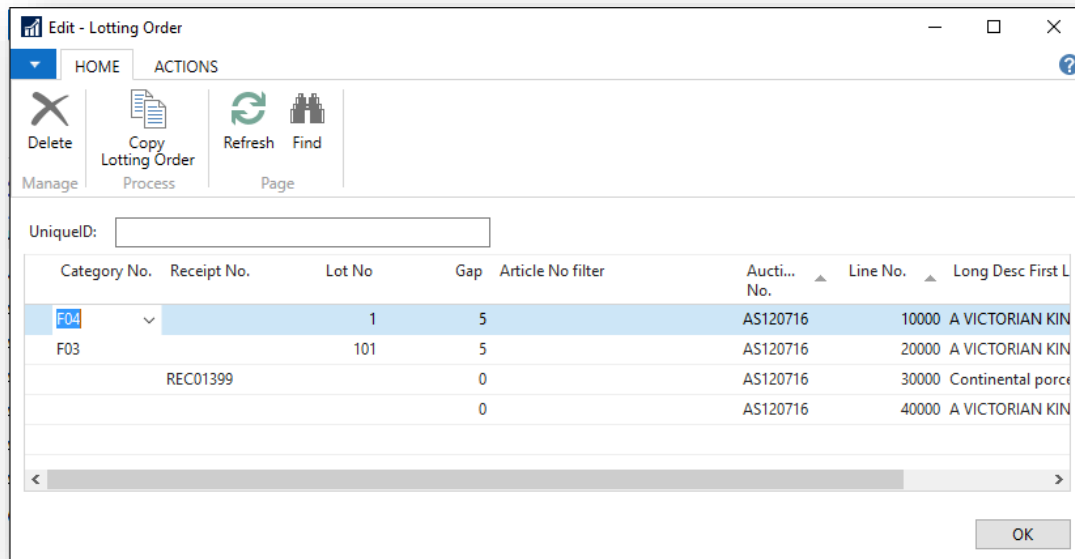 Edit - Lotting Order
HOME ACTIONS
?
Delete Copy Lotting Order Refresh Find
Manage Process Page
UniqueID:
Category No. Receipt No. Lot No Gap Article No filter Aucti... No. Line No. Long Desc First L
F04 1 5 AS120716 10000 A VICTORIAN KIN
F03 101 5 AS120716 20000 A VICTORIAN KIN
REC01399 0 AS120716 30000 Continental porce
0 AS120716 40000 A VICTORIAN KIN
OK